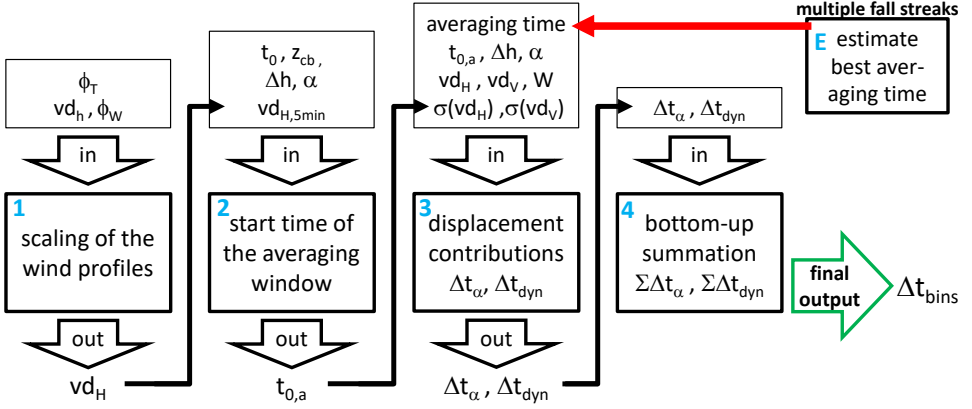 multiple fall streaks
E estimate
best aver-
aging time
ϕT
vdh, ϕW
in
1
scaling of the
wind profiles
out
vdH
t0, zcb,
Δh, α
vdH,5min
in
2
start time of
the averaging
window
out
t0,a
averaging time
t0,a, Δh, α
vdH, vdV, W
σ(vdH) ,σ(vdV)
in
3
displacement
contributions
Δtα, Δtdyn
out
Δtα , Δtdyn
Δtα , Δtdyn
in
4
bottom-up
summation
ΣΔtα , ΣΔtdyn
final
output
Δtbins